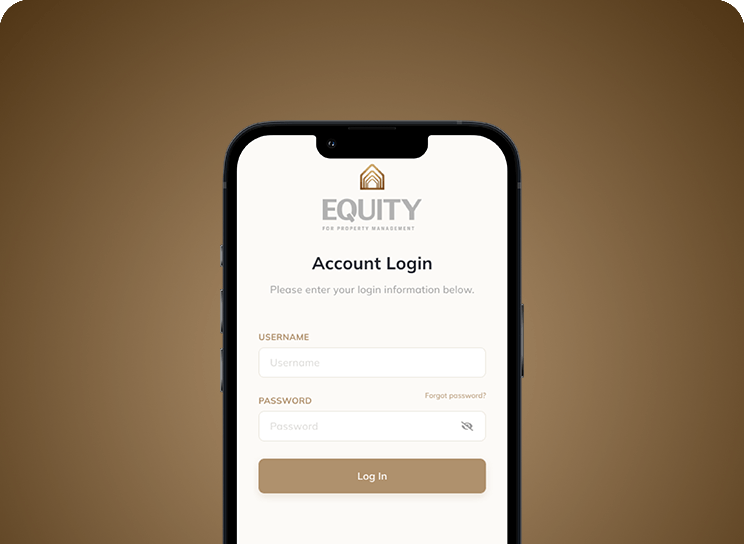 EQUITY
FOR PROPERTY MANAGEMENT
Account Login
Please enter your login information below.
USERNAME
Username
PASSWORD
Forgot password?
Password
Log In